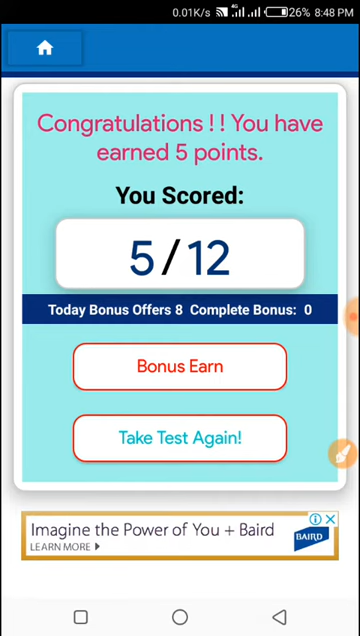 0.01K/s 4G 26% 8:48 PM
Congratulations ! ! You have
earned 5 points.
You Scored:
5/12
Today Bonus Offers 8 Complete Bonus: 0
Bonus Earn
Take Test Again!
Imagine the Power of You + Baird
LEARN MORE
BAIRD